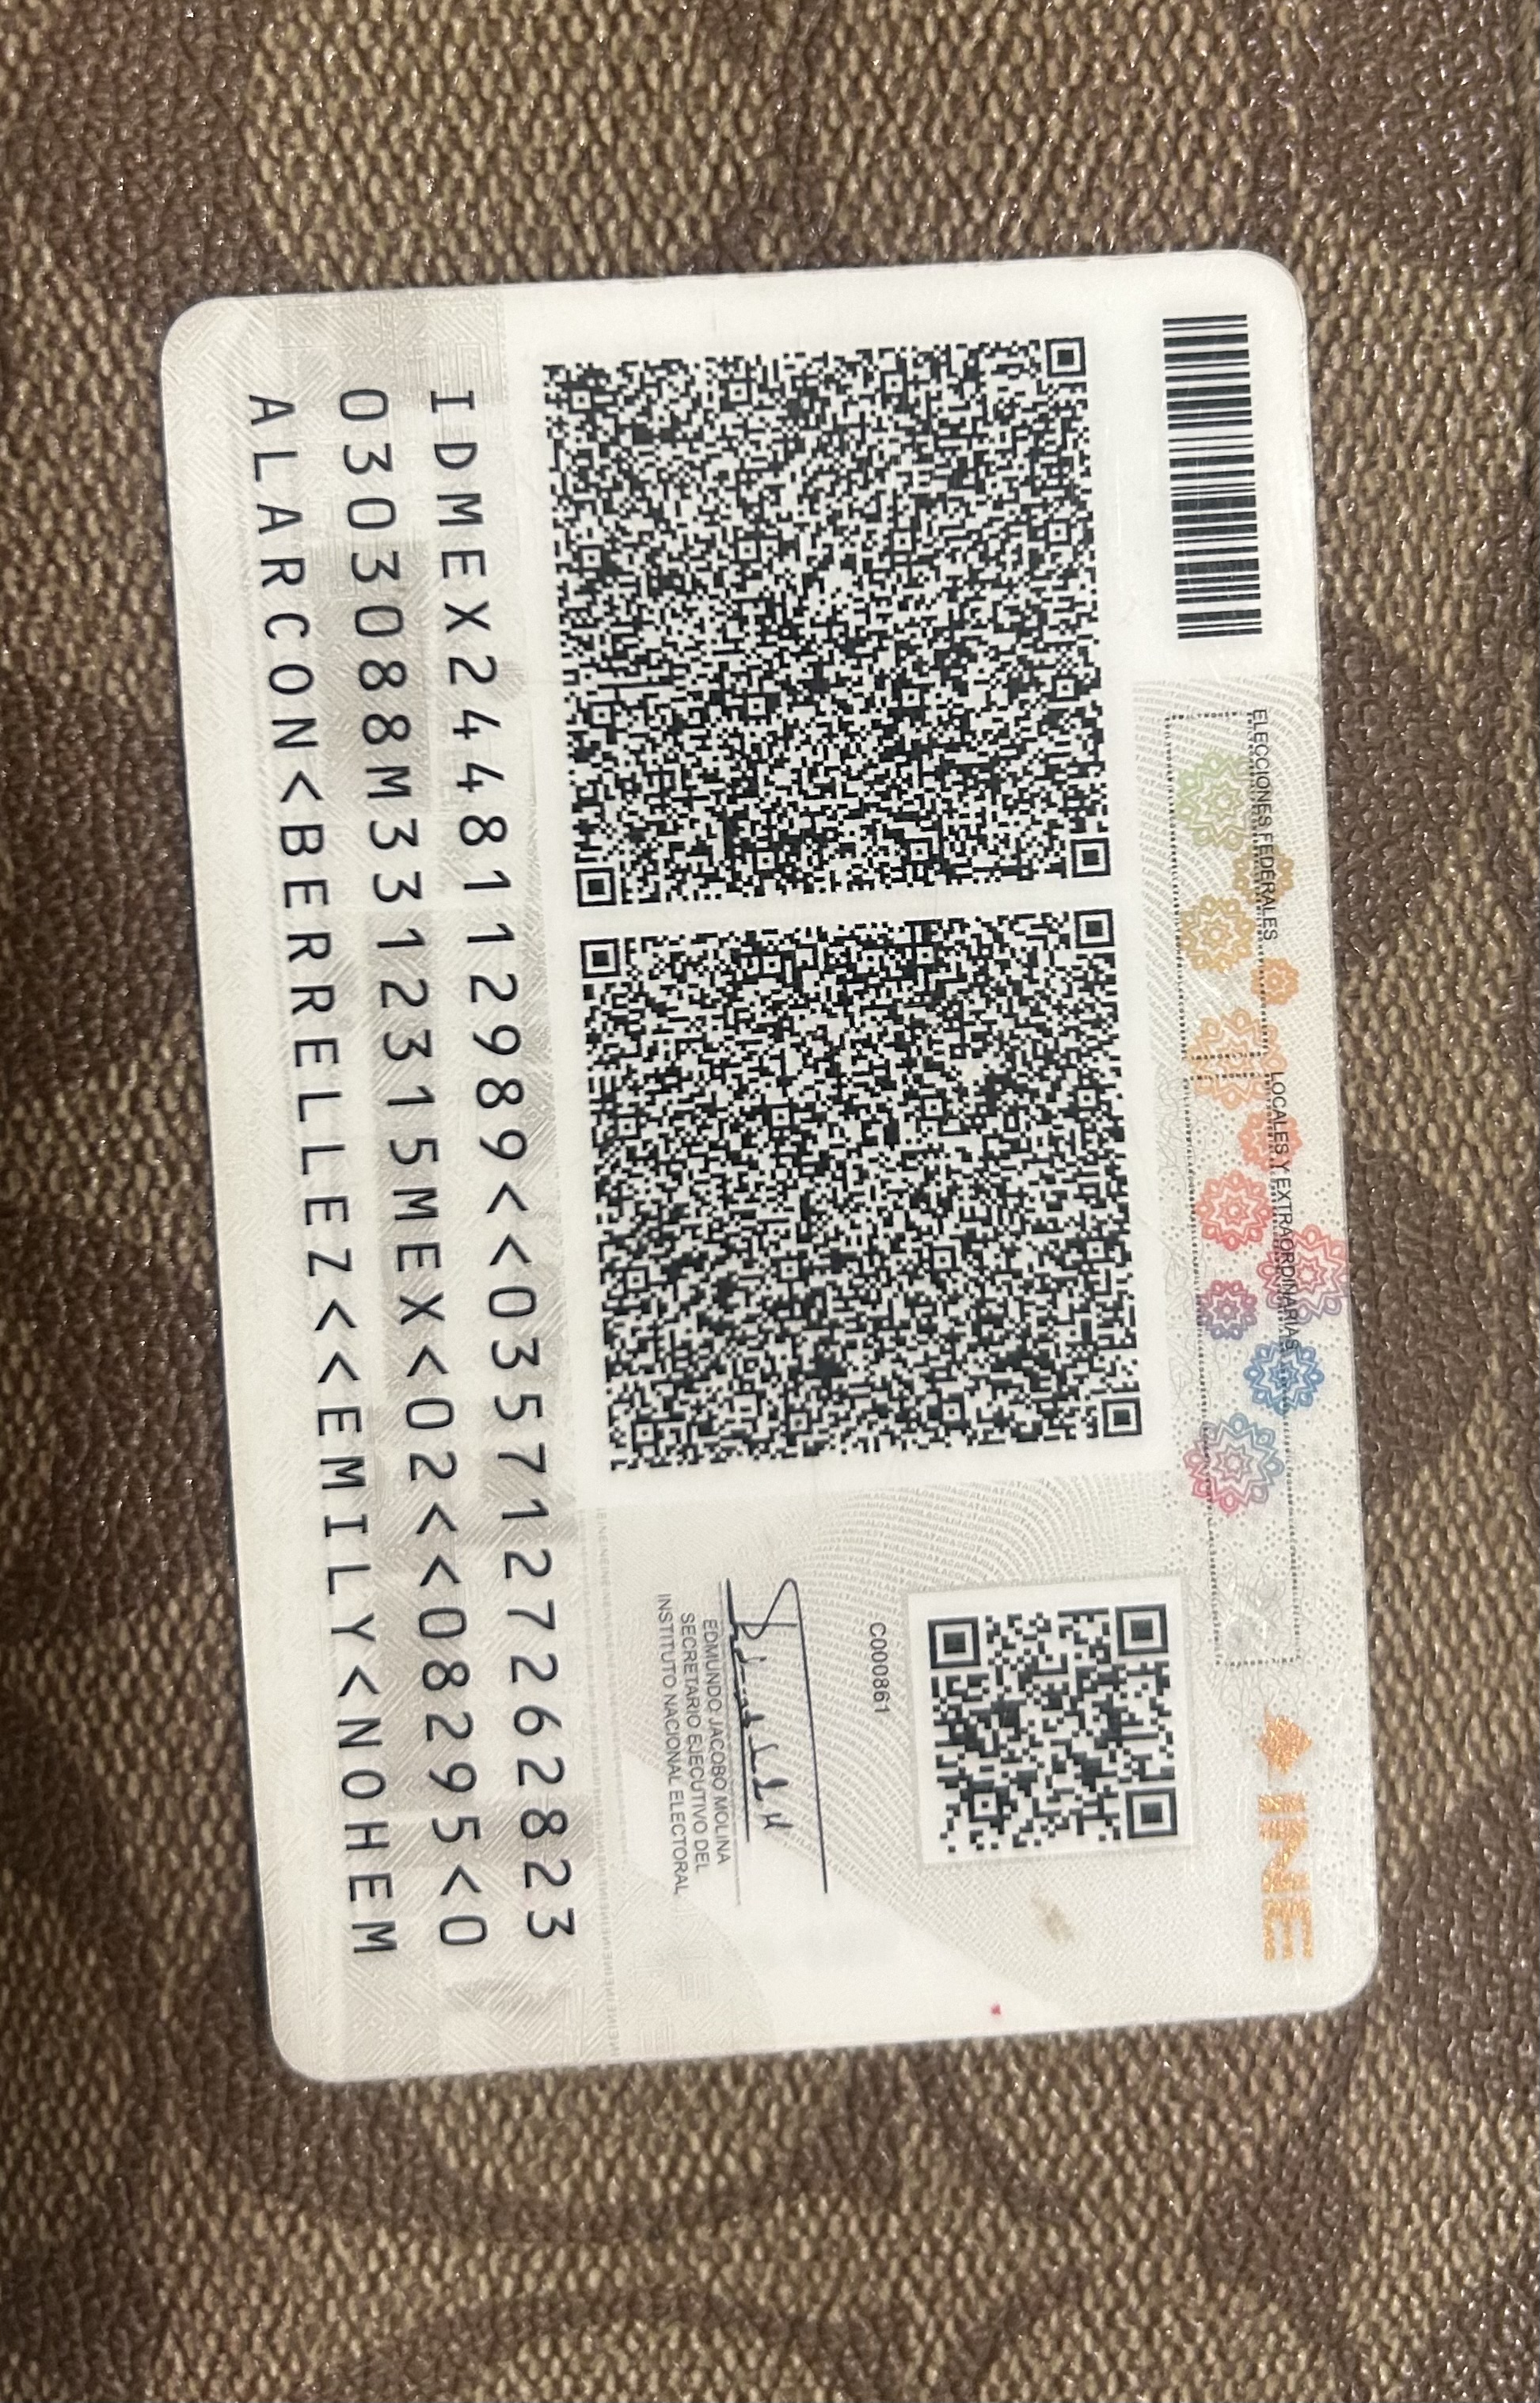 ELECCIONES FEDERALES
LOCALES Y EXTRAORDINARIAS
INE
C000861
EDMUNDO JACOBO MOLINA
SECRETARIO EJECUTIVO DEL
INSTITUTO NACIONAL ELECTORAL
IDMEX2448112989<<0357127262823
0303088M3312315MEX<02<<08295<0
ALARCON<BERRELLEZ<<EMILY<NOHEM